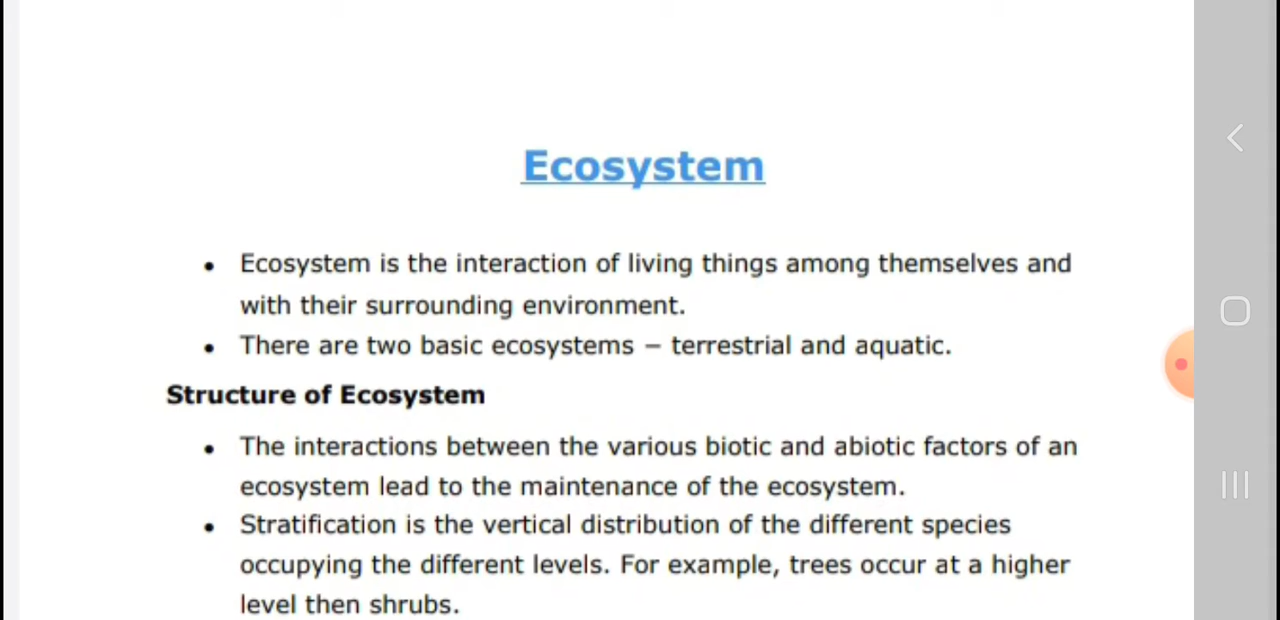 Ecosystem
• Ecosystem is the interaction of living things among themselves and
with their surrounding environment.
• There are two basic ecosystems – terrestrial and aquatic.
Structure of Ecosystem
• The interactions between the various biotic and abiotic factors of an
ecosystem lead to the maintenance of the ecosystem.
• Stratification is the vertical distribution of the different species
occupying the different levels. For example, trees occur at a higher
level then shrubs.